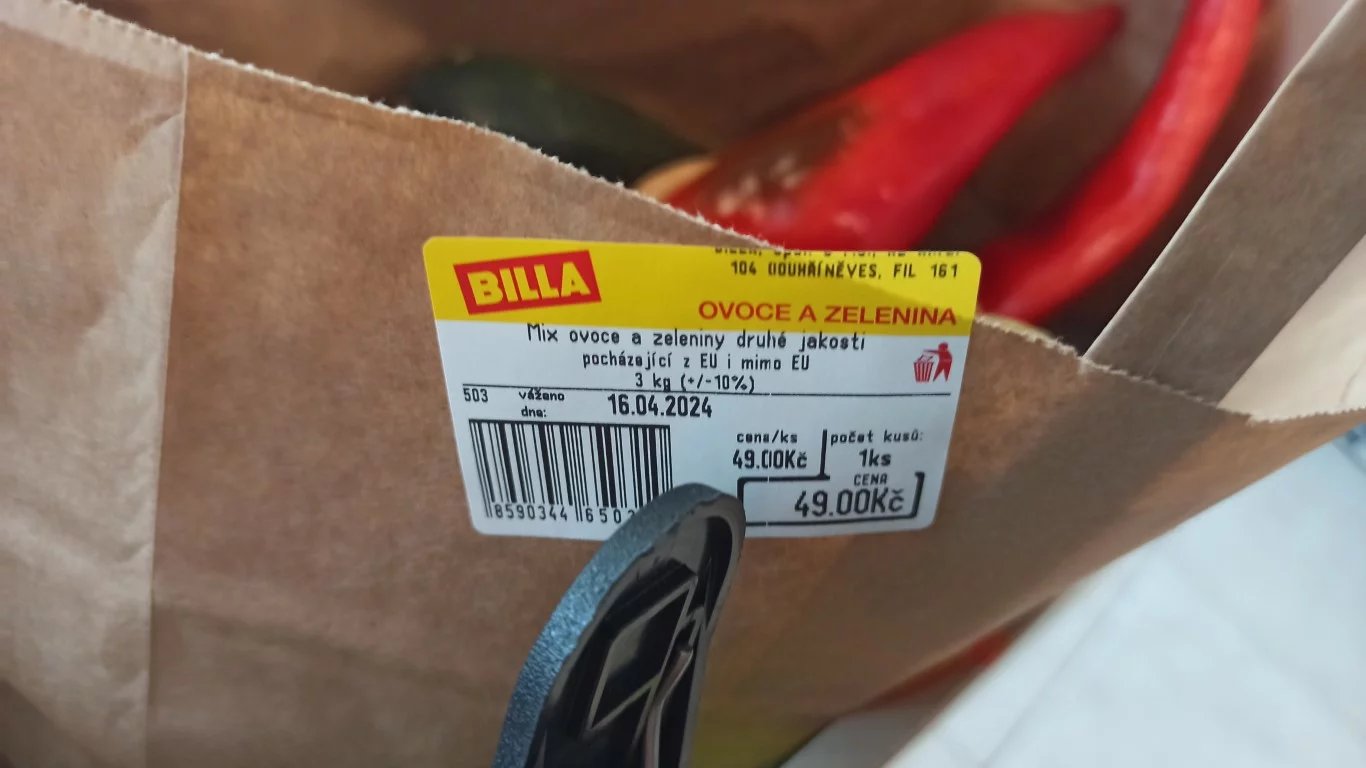 BILLA
104 00UHŘÍNĚVES, FIL 161
OVOCE A ZELENINA
Mix ovoce a zeleniny druhé jakosti
pocházející z EU i mimo EU
3 kg (+/-10%)
503 váženo dne: 16.04.2024
cena/ks
49.00Kč
počet kusů:
1ks
CENA
49.00Kč
8590344 650